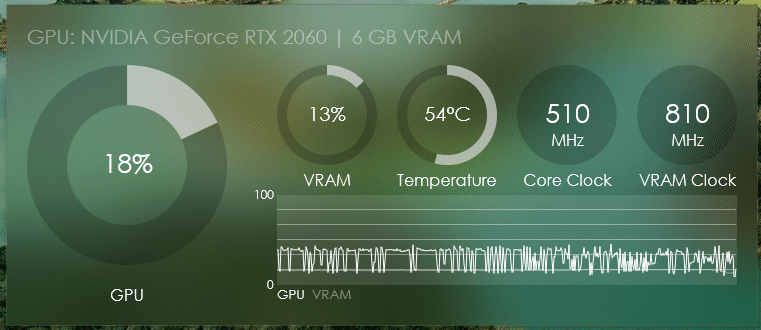 GPU: NVIDIA GeForce RTX 2060 | 6 GB VRAM
18%
GPU
13%
VRAM
54°C
Temperature
510
MHz
Core Clock
810
MHz
VRAM Clock
100
0
GPU VRAM